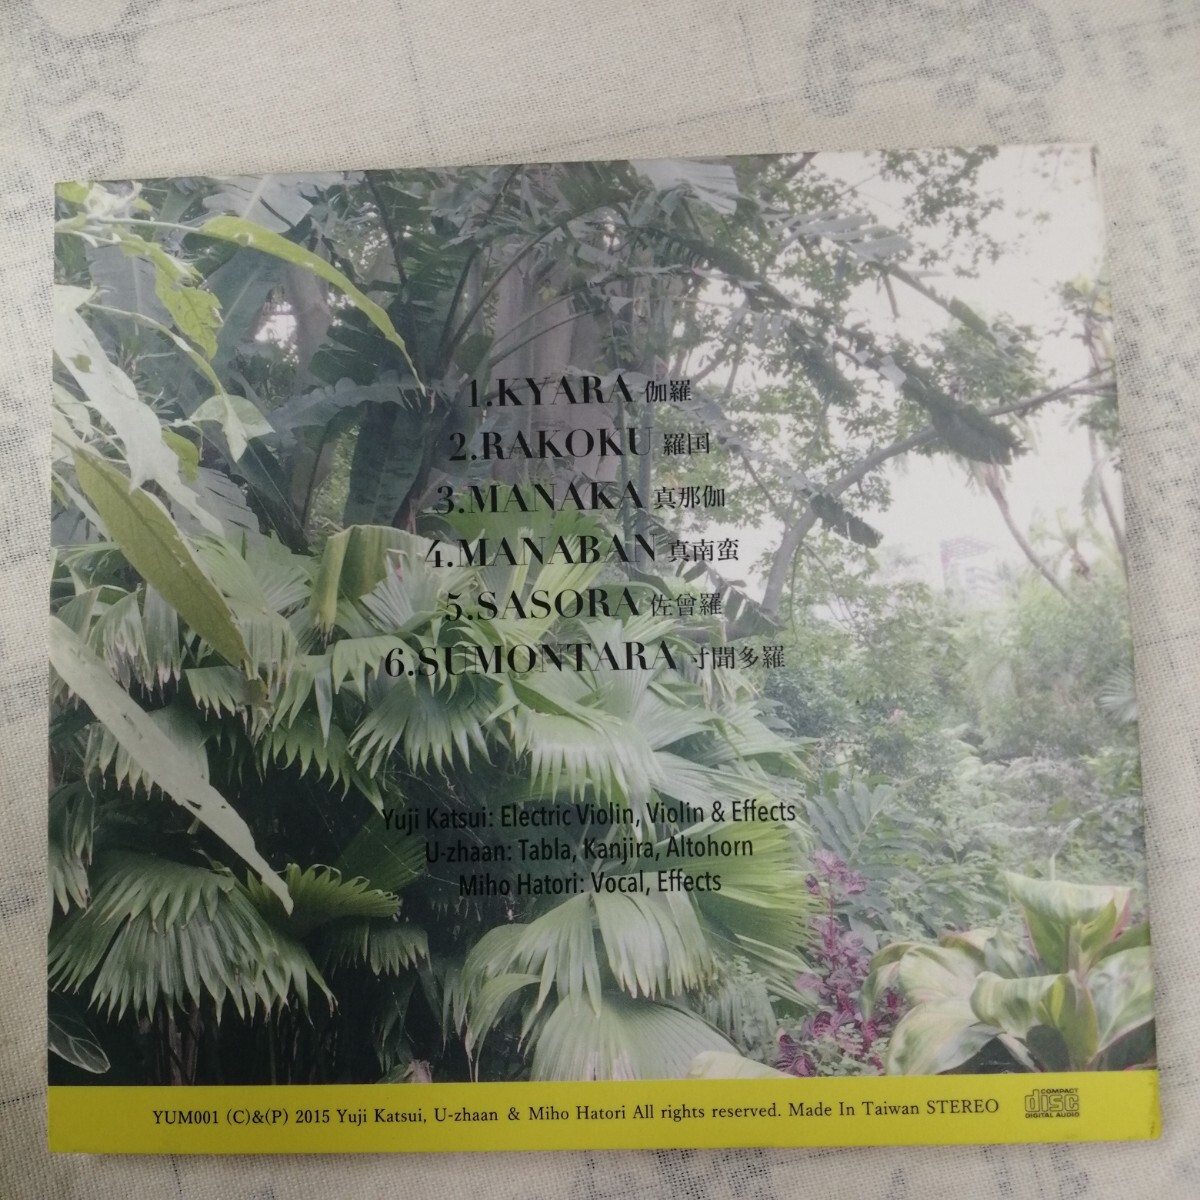 1.KYARA 伽羅
2.RAKOKU 羅国
3.MANAKA 真那伽
4.MANABAN 真南蛮
5.SASORA 佐曾羅
6.SUMONTARA 寸聞多羅
Yuji Katsui: Electric Violin, Violin & Effects
U-zhaan: Tabla, Kanjira, Altohorn
Miho Hatori: Vocal, Effects
YUM001 (C)&(P) 2015 Yuji Katsui, U-zhaan & Miho Hatori All rights reserved. Made In Taiwan STEREO
COMPACT
disc
DIGITAL AUDIO